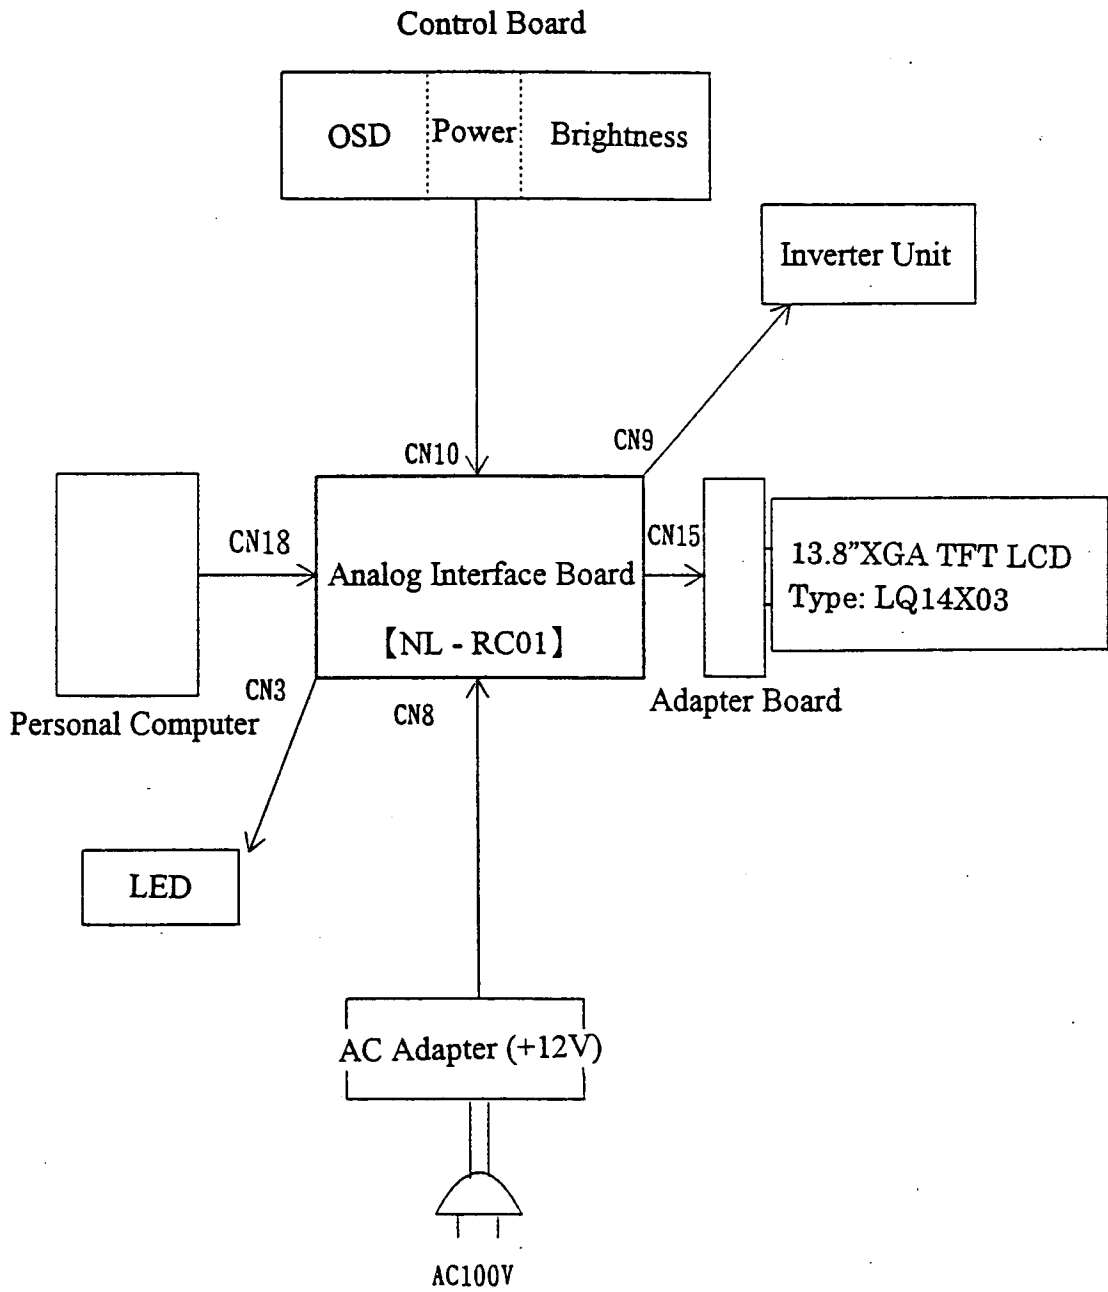 Control Board
OSD
Power
Brightness
Inverter Unit
CN10
CN9
CN18
CN15
Analog Interface Board
【NL - RC01】
13.8”XGA TFT LCD
Type: LQ14X03
CN3
CN8
Adapter Board
Personal Computer
LED
AC Adapter (+12V)
AC100V